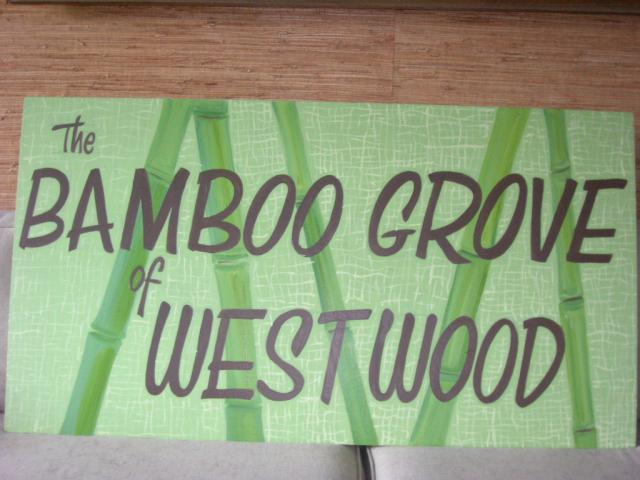 The
BAMBOO GROVE
of
WESTWOOD